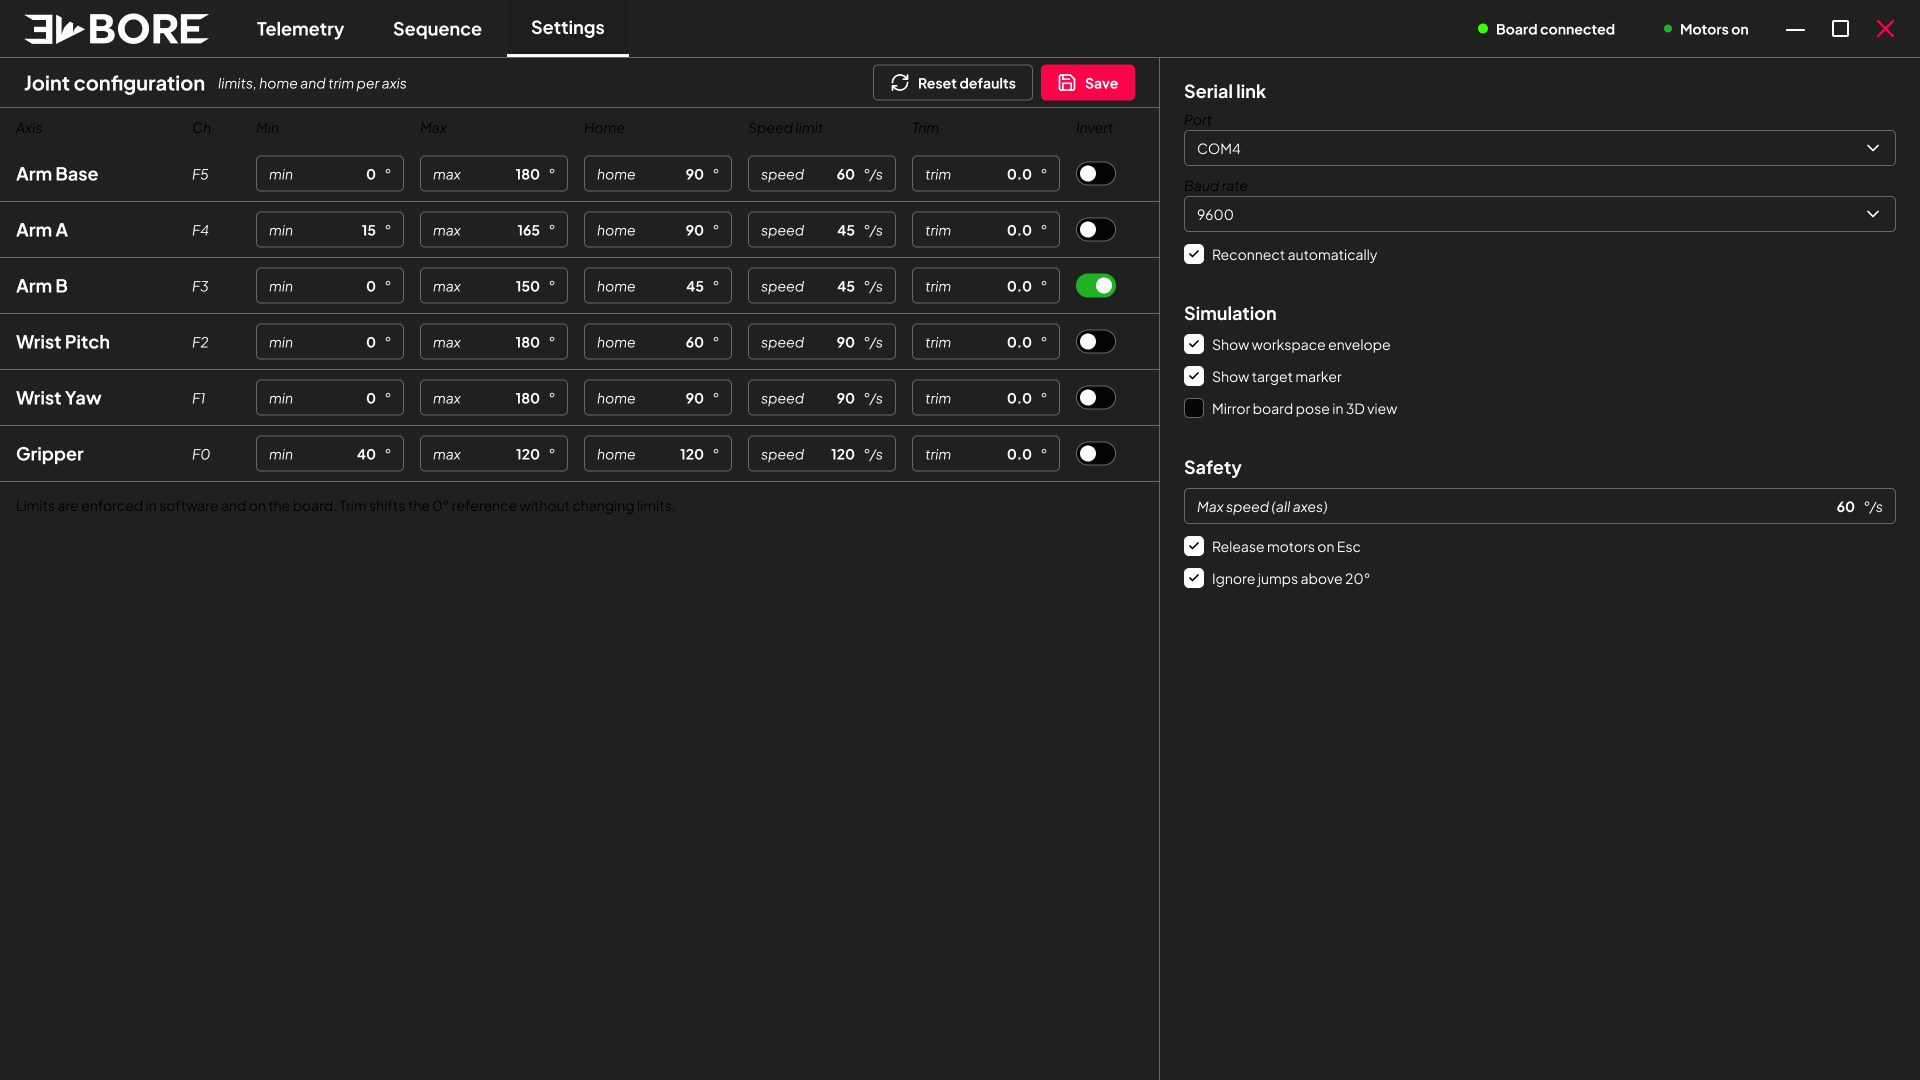 BORE
Telemetry Sequence Settings Board connected Motors on
Joint configuration limits, home and trim per axis Reset defaults Save
Axis Ch Min Max Home Speed limit Trim Invert
Arm Base F5 min 0 ° max 180 ° home 90 ° speed 60 °/s trim 0.0 °
Arm A F4 min 15 ° max 165 ° home 90 ° speed 45 °/s trim 0.0 °
Arm B F3 min 0 ° max 150 ° home 45 ° speed 45 °/s trim 0.0 °
Wrist Pitch F2 min 0 ° max 180 ° home 60 ° speed 90 °/s trim 0.0 °
Wrist Yaw F1 min 0 ° max 180 ° home 90 ° speed 90 °/s trim 0.0 °
Gripper F0 min 40 ° max 120 ° home 120 ° speed 120 °/s trim 0.0 °
Limits are enforced in software and on the board. Trim shifts the 0° reference without changing limits.
Serial link
Port
COM4
Baud rate
9600
Reconnect automatically
Simulation
Show workspace envelope
Show target marker
Mirror board pose in 3D view
Safety
Max speed (all axes) 60 °/s
Release motors on Esc
Ignore jumps above 20°